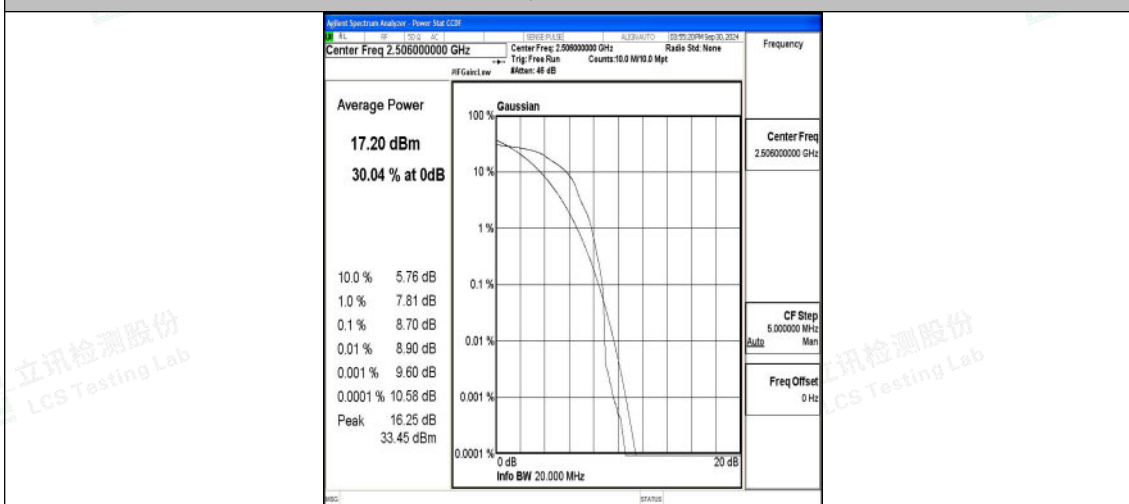 Agilent Spectrum Analyzer - Power Stat CCDF
RL RF 50 Ω AC SENSE:PULSE ALIGNAUTO 03:55:20PM Sep 30, 2024
Center Freq 2.506000000 GHz
Center Freq: 2.506000000 GHz
Radio Std: None
Trig: Free Run Counts:10.0 M/10.0 Mpt
#IFGain:Low #Atten: 46 dB
Frequency
Average Power
17.20 dBm
30.04 % at 0dB
10.0 % 5.76 dB
1.0 % 7.81 dB
0.1 % 8.70 dB
0.01 % 8.90 dB
0.001 % 9.60 dB
0.0001 % 10.58 dB
Peak 16.25 dB
33.45 dBm
Gaussian
100 %
10 %
1 %
0.1 %
0.01 %
0.001 %
0.0001 %
0 dB 20 dB
Info BW 20.000 MHz
Center Freq
2.506000000 GHz
CF Step
5.000000 MHz
Auto Man
Freq Offset
0 Hz
MSG STATUS
立讯检测股份
LCS Testing Lab
立讯检测股份
LCS Testing Lab